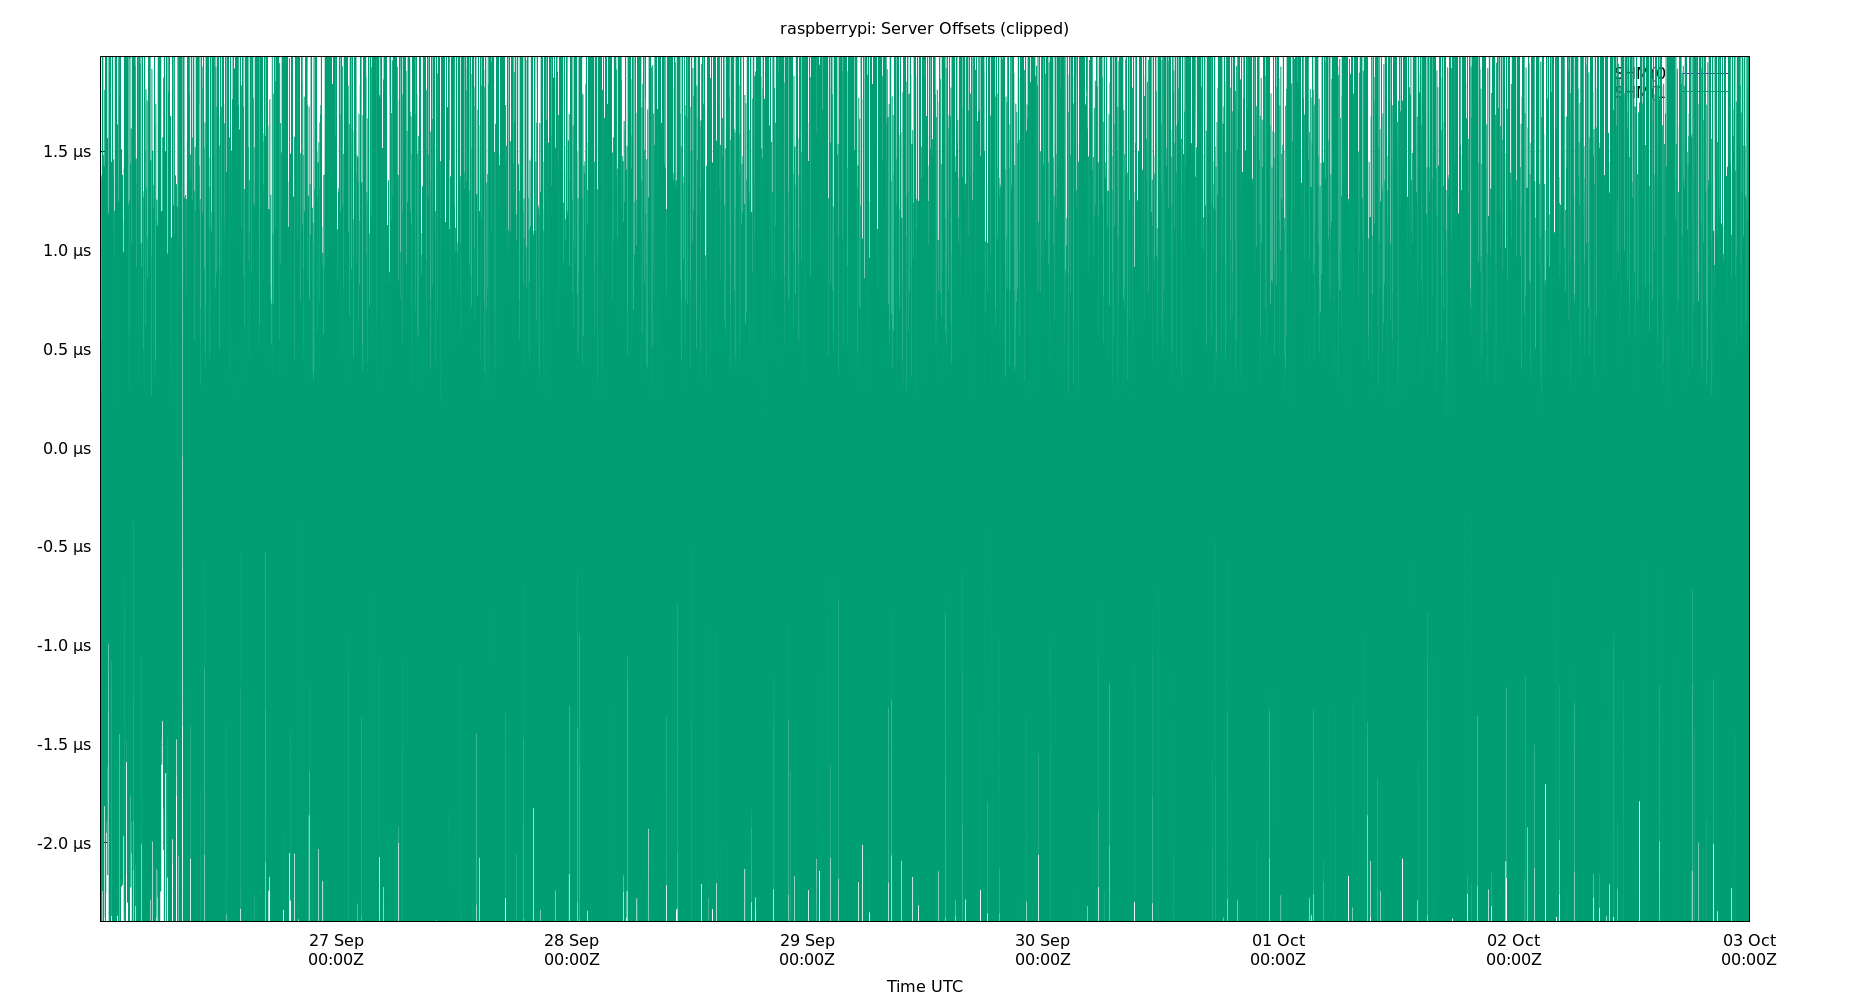 raspberrypi: Server Offsets (clipped)
1.5 µs
1.0 µs
0.5 µs
0.0 µs
-0.5 µs
-1.0 µs
-1.5 µs
-2.0 µs
27 Sep 28 Sep 29 Sep 30 Sep 01 Oct 02 Oct 03 Oct
00:00Z 00:00Z 00:00Z 00:00Z 00:00Z 00:00Z 00:00Z
Time UTC